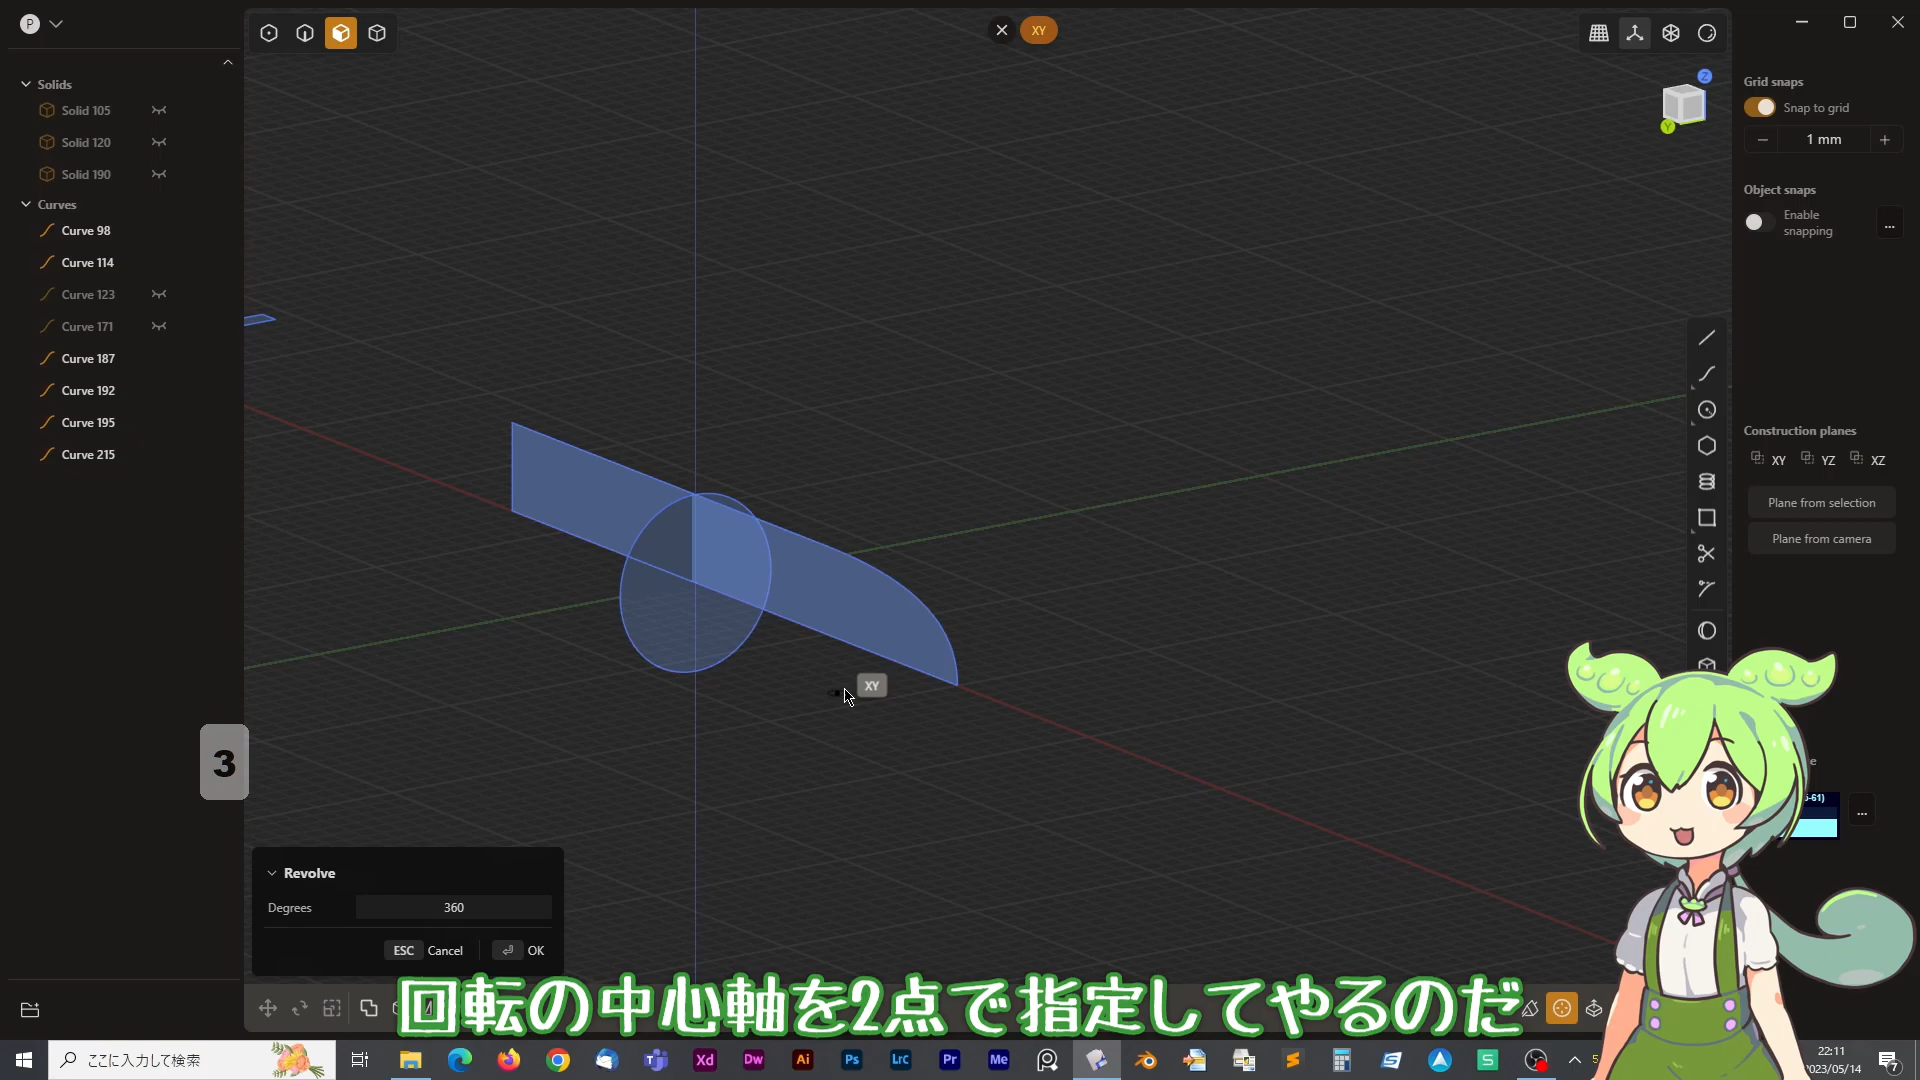 P
XY
Solids
Solid 105
Solid 120
Solid 190
Curves
Curve 98
Curve 114
Curve 123
Curve 171
Curve 187
Curve 192
Curve 195
Curve 215
Z
Y
Grid snaps
Snap to grid
1 mm
Object snaps
Enable
snapping
...
Construction planes
XY YZ XZ
Plane from selection
Plane from camera
XY
3
...
Revolve
Degrees 360
ESC Cancel OK
回転の中心軸を2点で指定してやるのだ
ここに入力して検索
Xd Dw Ai Ps Lrc Pr Me
S
22:11
7